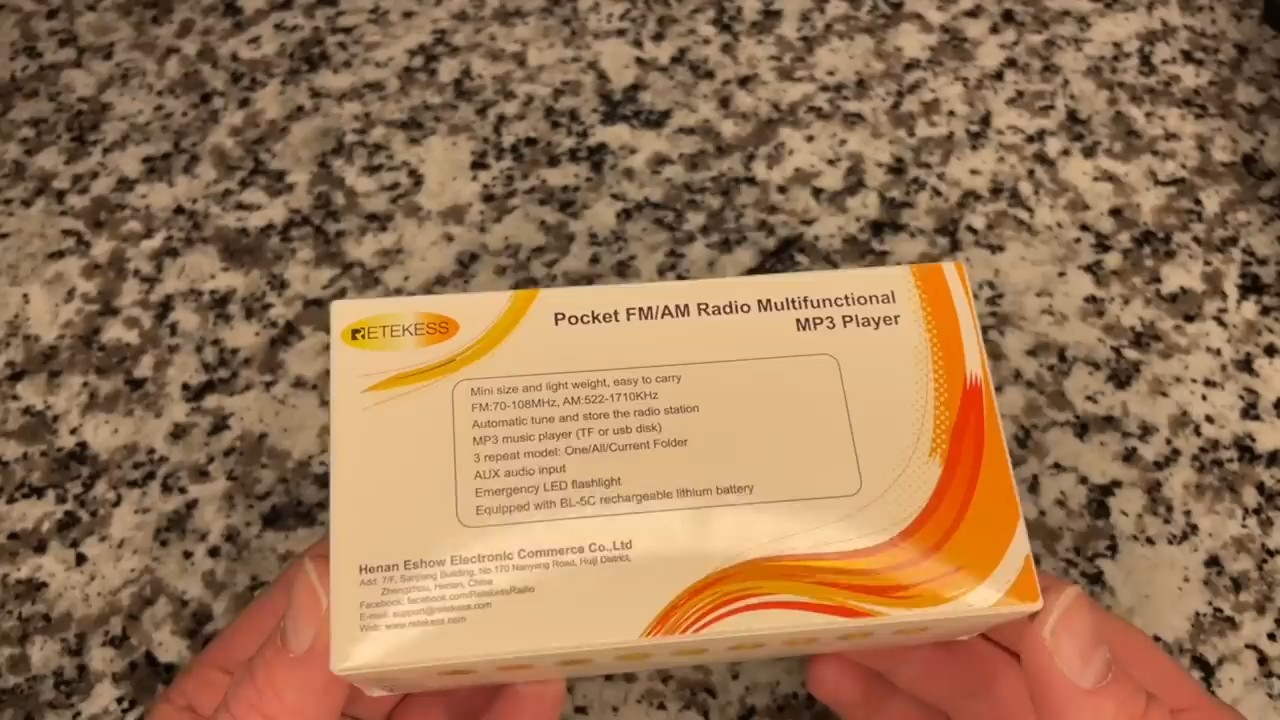 RETEKESS
Pocket FM/AM Radio Multifunctional
MP3 Player
Mini size and light weight, easy to carry
FM:70-108MHz, AM:522-1710KHz
Automatic tune and store the radio station
MP3 music player (TF or usb disk)
3 repeat model: One/All/Current Folder
AUX audio input
Emergency LED flashlight
Equipped with BL-5C rechargeable lithium battery
Henan Eshow Electronic Commerce Co.,Ltd
Add: 7/F, Sanjiang Building, No.170 Nanyang Road, Huiji District,
Zhengzhou, Henan, China
Facebook: facebook.com/RetekessRadio
E-mail: support@retekess.com
Web: www.retekess.com